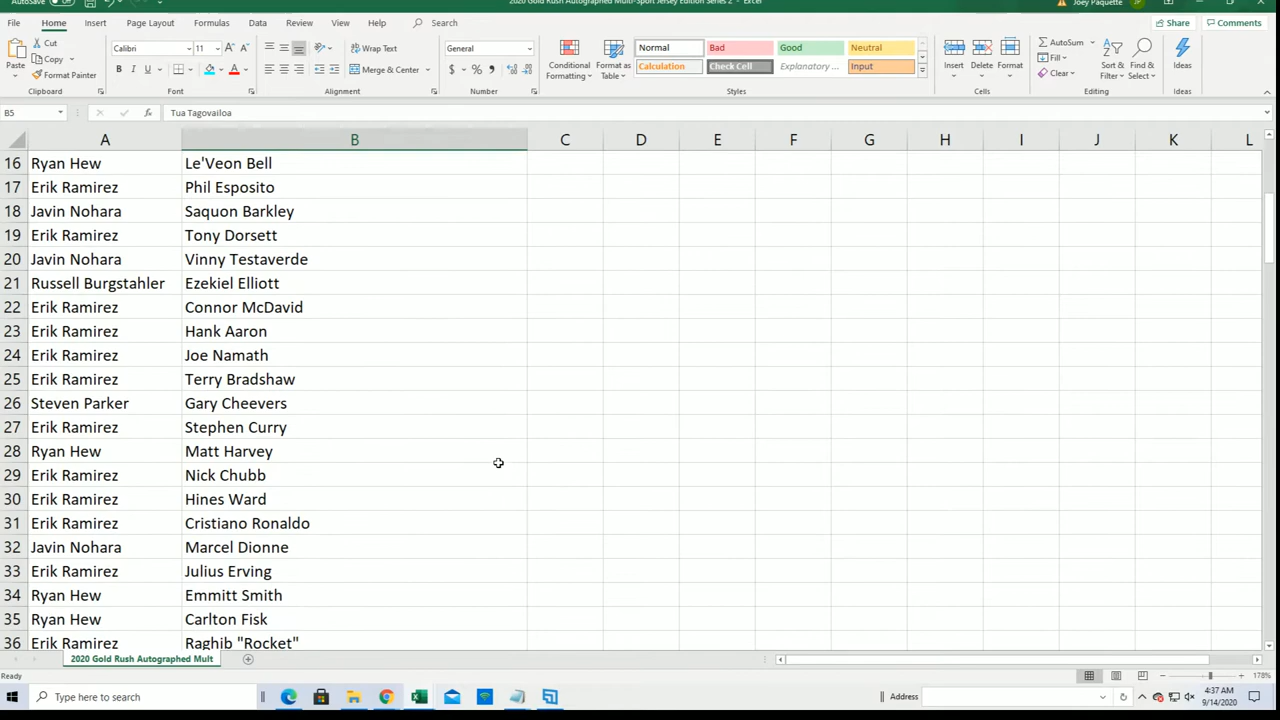 AutoSave Off 2020 Gold Rush Autographed Multi-Sport Jersey Edition Series 2 - Excel Joey Paquette JP
File Home Insert Page Layout Formulas Data Review View Help Search Share Comments
Paste Cut Copy Format Painter Clipboard
Calibri 11 B I U A Font
Wrap Text Merge & Center Alignment
General $ % Number
Conditional Formatting Format as Table
Normal Bad Good Neutral
Calculation Check Cell Explanatory ... Input
Styles
Insert Delete Format Cells
AutoSum Fill Clear Sort & Filter Find & Select Editing
Ideas Ideas
B5 fx Tua Tagovailoa
A B C D E F G H I J K L
16 Ryan Hew Le'Veon Bell
17 Erik Ramirez Phil Esposito
18 Javin Nohara Saquon Barkley
19 Erik Ramirez Tony Dorsett
20 Javin Nohara Vinny Testaverde
21 Russell Burgstahler Ezekiel Elliott
22 Erik Ramirez Connor McDavid
23 Erik Ramirez Hank Aaron
24 Erik Ramirez Joe Namath
25 Erik Ramirez Terry Bradshaw
26 Steven Parker Gary Cheevers
27 Erik Ramirez Stephen Curry
28 Ryan Hew Matt Harvey
29 Erik Ramirez Nick Chubb
30 Erik Ramirez Hines Ward
31 Erik Ramirez Cristiano Ronaldo
32 Javin Nohara Marcel Dionne
33 Erik Ramirez Julius Erving
34 Ryan Hew Emmitt Smith
35 Ryan Hew Carlton Fisk
36 Erik Ramirez Raghib "Rocket"
2020 Gold Rush Autographed Mult
Ready 178%
Type here to search Address 4:37 AM
9/14/2020